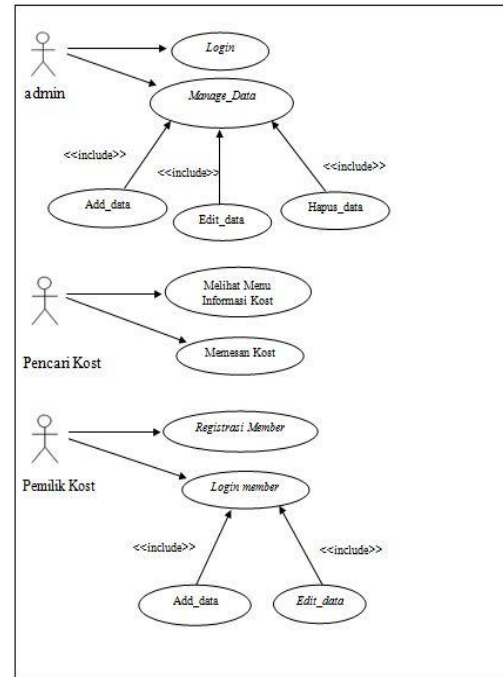 Login
admin
Manage_Data
<<include>>
<<include>>
<<include>>
Add_data
Edit_data
Hapus_data
Melihat Menu
Informasi Kost
Memesan Kost
Pencari Kost
Registrasi Member
Pemilik Kost
Login member
<<include>>
<<include>>
Add_data
Edit_data